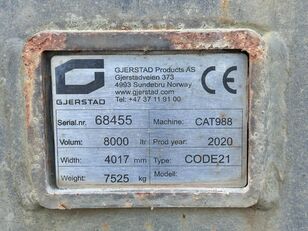 GJERSTAD Products AS
Gjerstadveien 373
4993 Sundebru Norway
Tel: +47 37 11 91 00
www.gjerstad.com
GJERSTAD
CE
Serial.nr. 68455 Machine: CAT988
Volum: 8000 ltr Prod year: 2020
Width: 4017 mm Type: CODE21
Weight: 7525 kg Model: